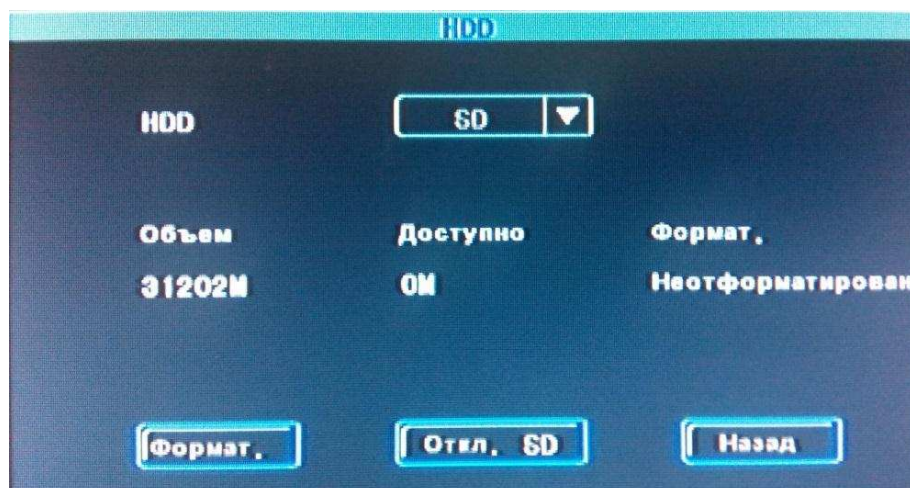 HDD
HDD SD
Объем Доступно Формат.
31202M 0M Неотформатирован
Формат. Откл. SD Назад